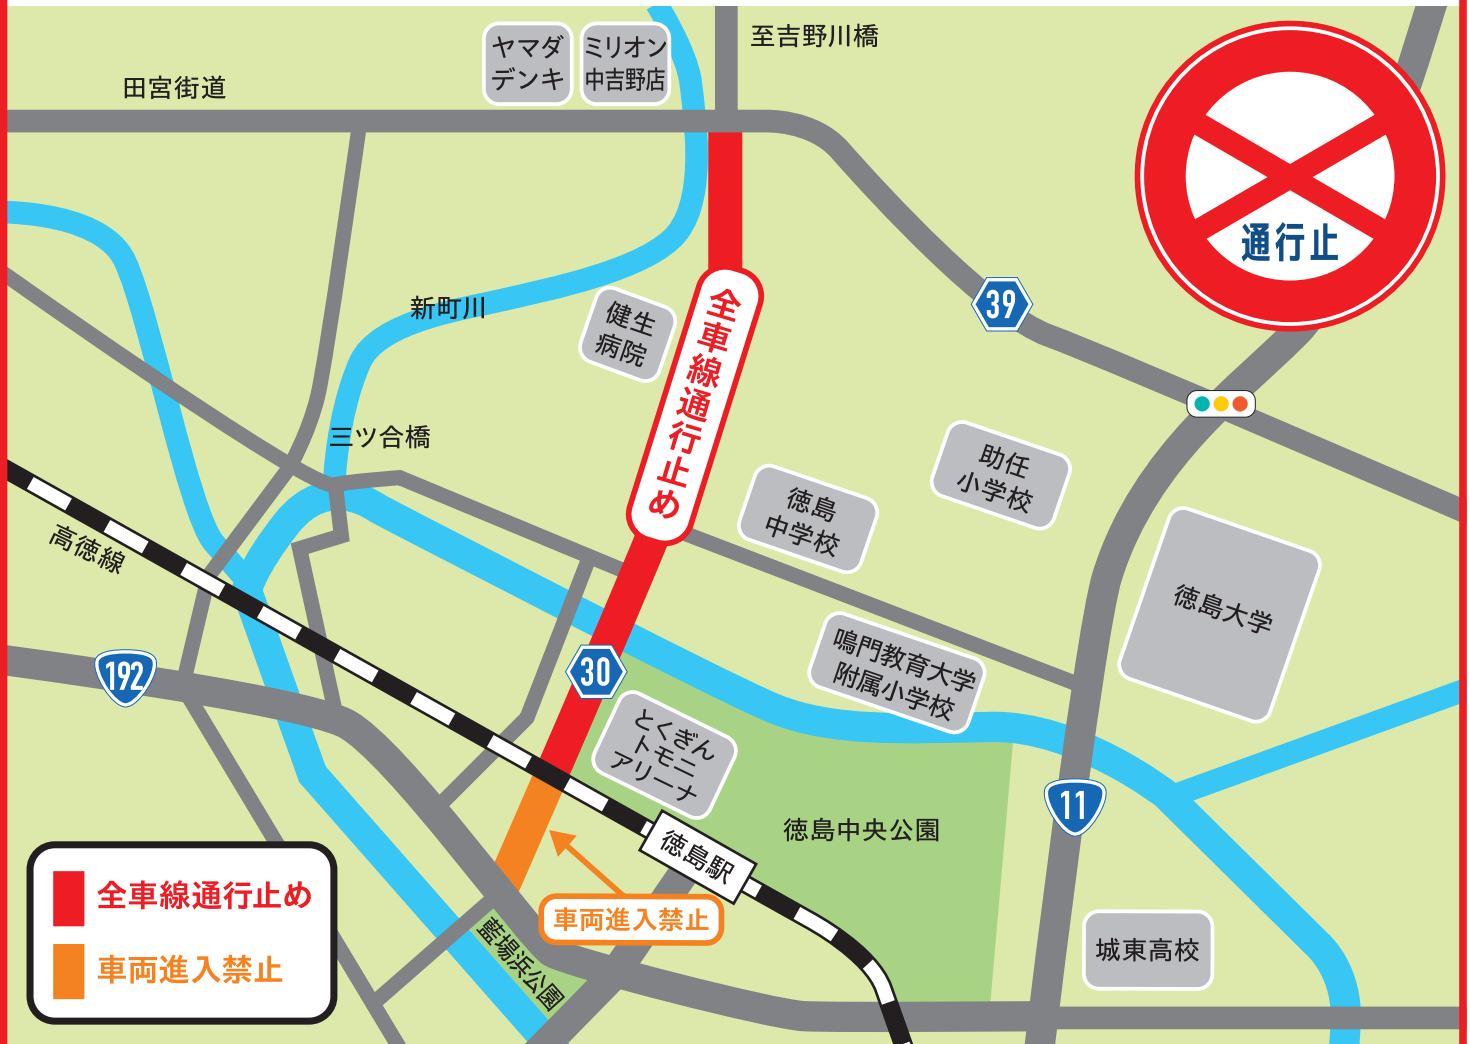 至吉野川橋
ヤマダ
デンキ
ミリオン
中吉野店
田宮街道
通行止
新町川
健生
病院
全車線通行止め
39
三ツ合橋
助任
小学校
徳島
中学校
高徳線
徳島大学
鳴門教育大学
附属小学校
192
30
とくぎん
トモニ
アリーナ
11
徳島中央公園
徳島駅
全車線通行止め
車両進入禁止
車両進入禁止
藍場浜公園
城東高校